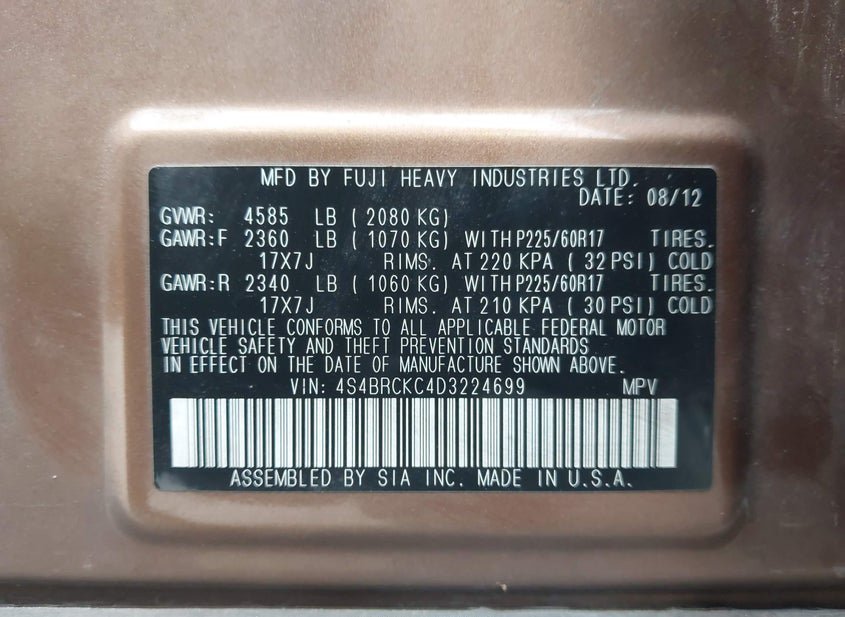 MFD BY FUJI HEAVY INDUSTRIES LTD.
DATE: 08/12
GVWR: 4585 LB ( 2080 KG)
GAWR:F 2360 LB ( 1070 KG) WITH P225/60R17 TIRES.
17X7J RIMS. AT 220 KPA ( 32 PSI) COLD
GAWR:R 2340 LB ( 1060 KG) WITH P225/60R17 TIRES.
17X7J RIMS. AT 210 KPA ( 30 PSI) COLD
THIS VEHICLE CONFORMS TO ALL APPLICABLE FEDERAL MOTOR
VEHICLE SAFETY AND THEFT PREVENTION STANDARDS
IN EFFECT ON THE DATE OF MANUFACTURE SHOWN ABOVE.
VIN: 4S4BRCKC4D3224699 MPV
ASSEMBLED BY SIA INC. MADE IN U.S.A.